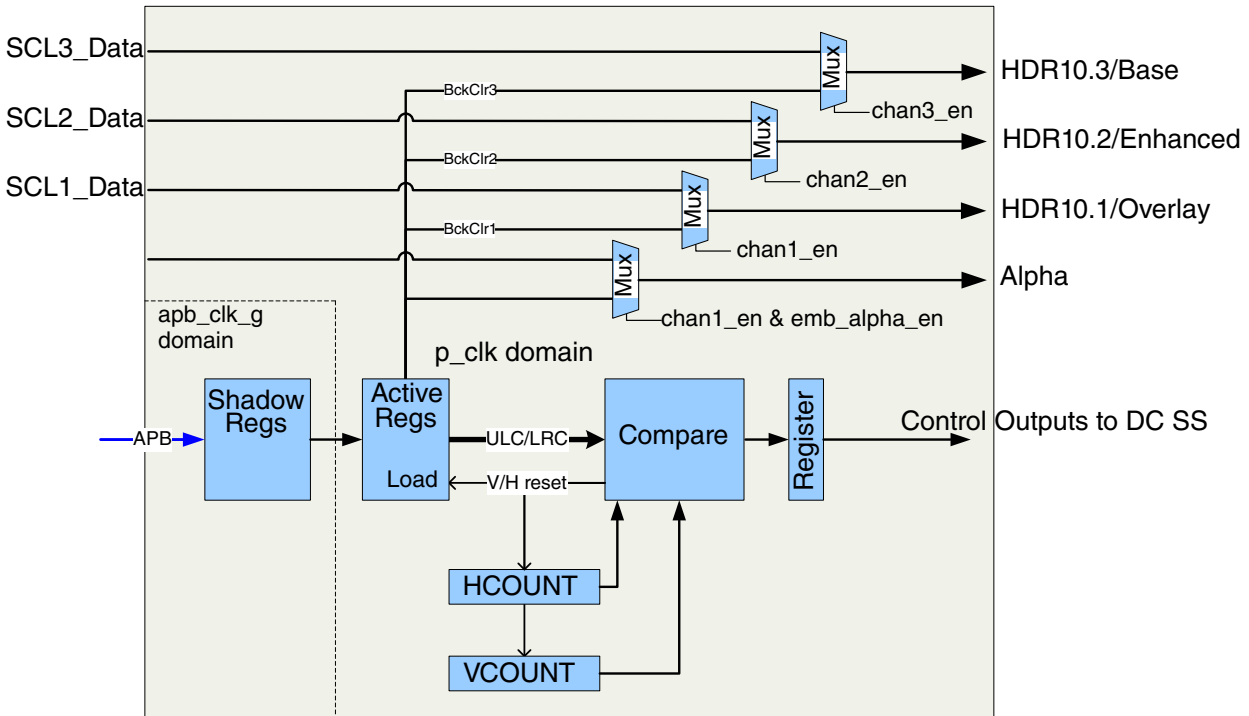 SCL3_Data
Mux
HDR10.3/Base
BckClr3
chan3_en
SCL2_Data
Mux
HDR10.2/Enhanced
BckClr2
chan2_en
SCL1_Data
Mux
HDR10.1/Overlay
BckClr1
chan1_en
Mux
Alpha
chan1_en & emb_alpha_en
apb_clk_g
domain
p_clk domain
APB
Shadow
Regs
Active
Regs
Load
ULC/LRC
V/H reset
Compare
Register
Control Outputs to DC SS
HCOUNT
VCOUNT